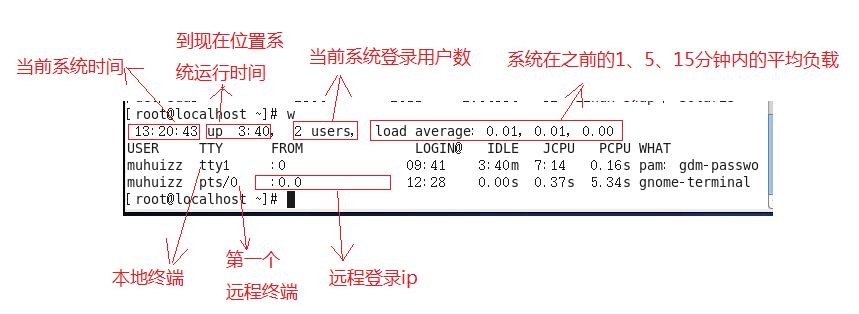 到现在位置系
统运行时间
当前系统时间
当前系统登录用户数
系统在之前的1、5、15分钟内的平均负载
[root@localhost ~]# w
13:20:43 up 3:40, 2 users, load average: 0.01, 0.01, 0.00
USER TTY FROM LOGIN@ IDLE JCPU PCPU WHAT
muhuizz tty1 :0 09:41 3:40m 7:14 0.16s pam: gdm-passwo
muhuizz pts/0 :0.0 12:28 0.00s 0.37s 5.34s gnome-terminal
[root@localhost ~]#
本地终端
第一个
远程终端
远程登录ip